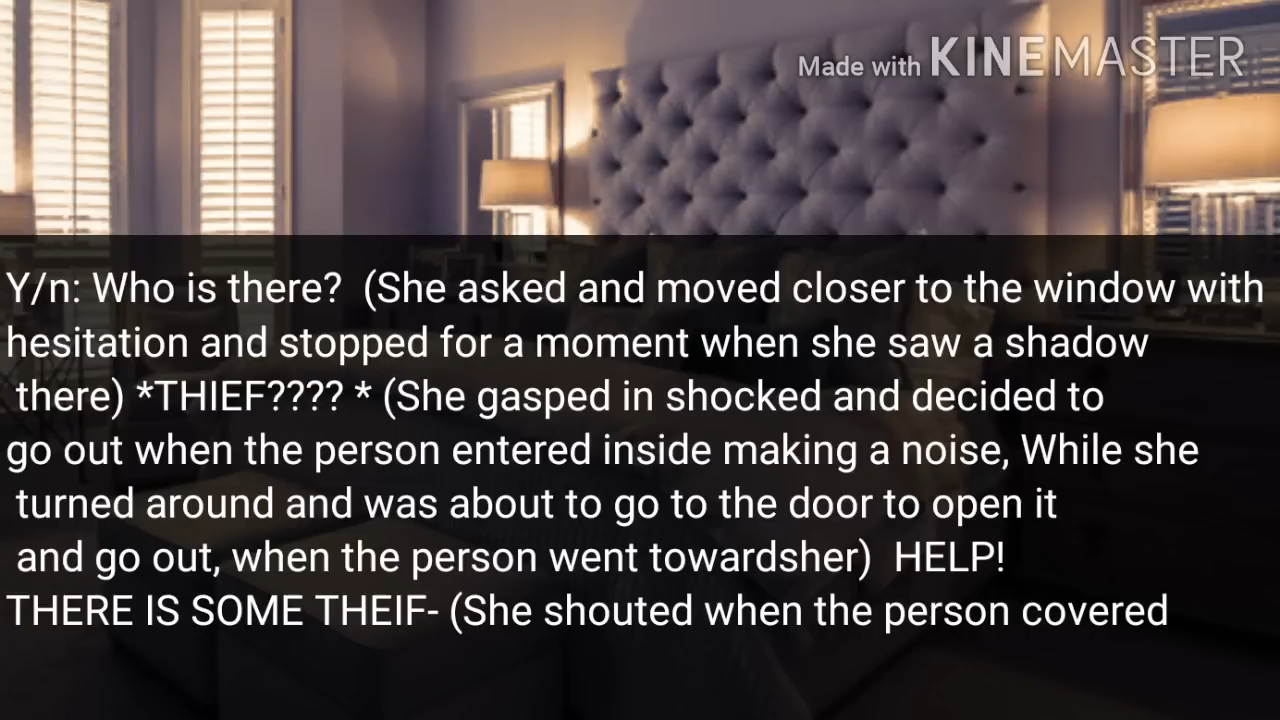 Made with KINEMASTER
Y/n: Who is there?  (She asked and moved closer to the window with
hesitation and stopped for a moment when she saw a shadow
there) *THIEF???? * (She gasped in shocked and decided to
go out when the person entered inside making a noise, While she
turned around and was about to go to the door to open it
and go out, when the person went towardsher)  HELP!
THERE IS SOME THEIF- (She shouted when the person covered